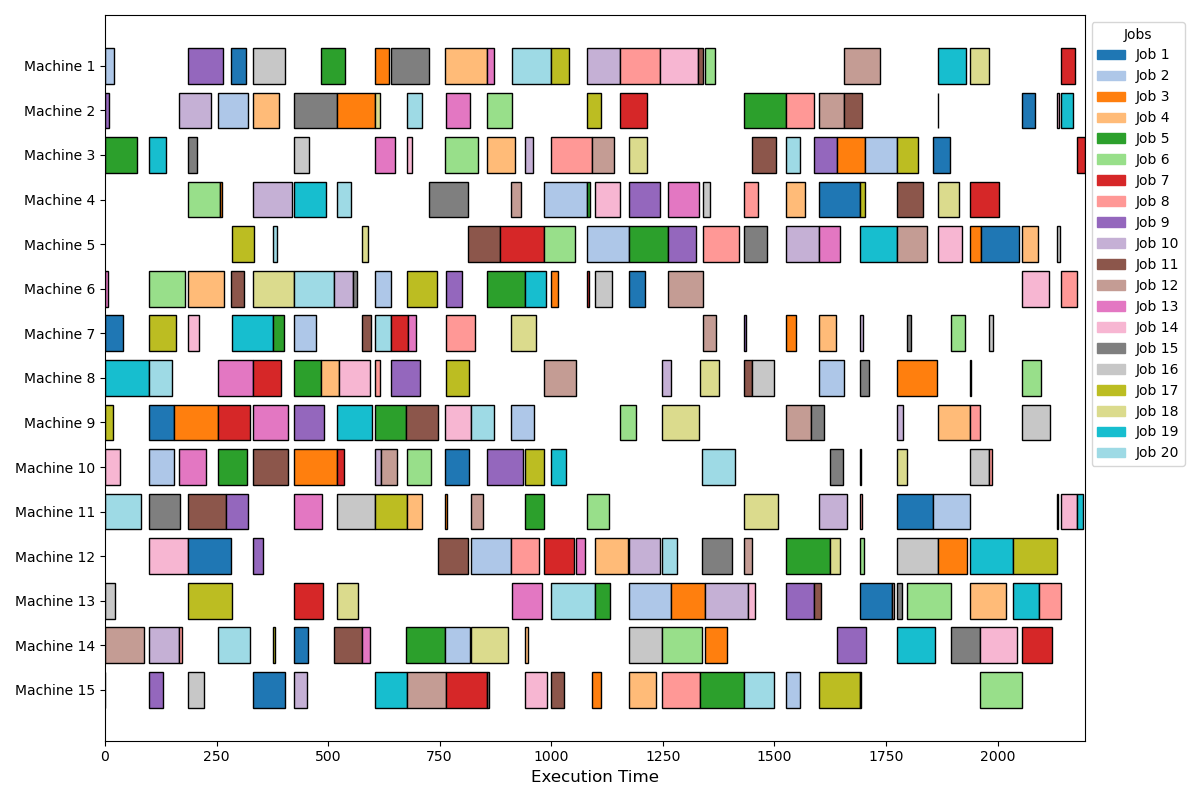 Machine 1
Machine 2
Machine 3
Machine 4
Machine 5
Machine 6
Machine 7
Machine 8
Machine 9
Machine 10
Machine 11
Machine 12
Machine 13
Machine 14
Machine 15
0 250 500 750 1000 1250 1500 1750 2000
Execution Time
Jobs
Job 1
Job 2
Job 3
Job 4
Job 5
Job 6
Job 7
Job 8
Job 9
Job 10
Job 11
Job 12
Job 13
Job 14
Job 15
Job 16
Job 17
Job 18
Job 19
Job 20